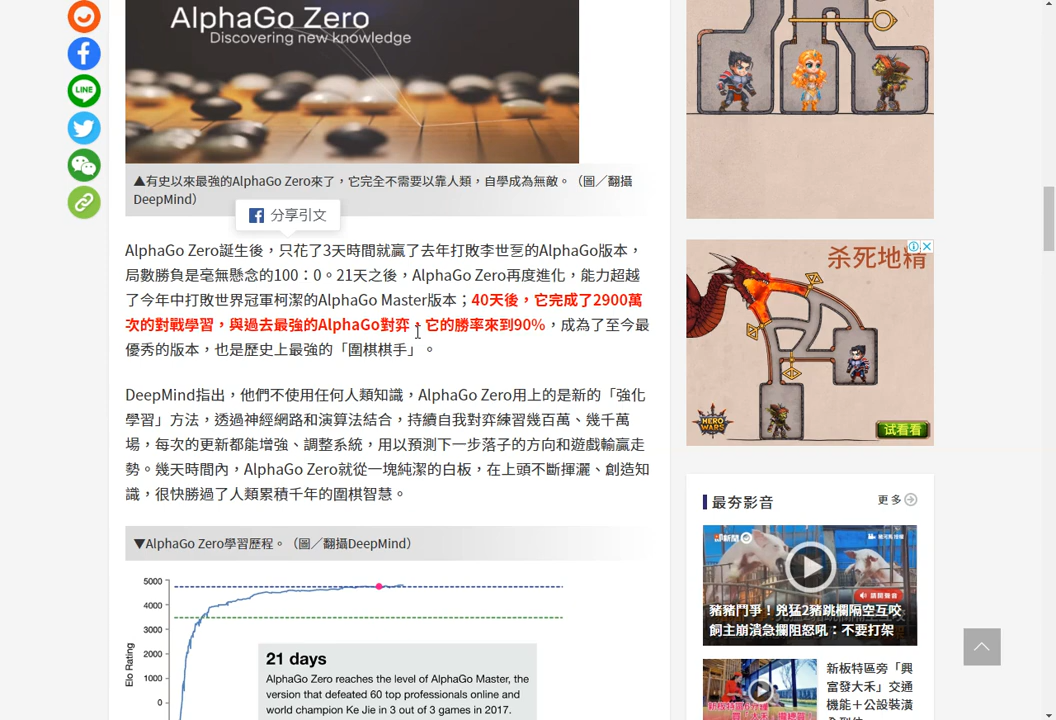 AlphaGo Zero
Discovering new knowledge
LINE
▲有史以來最強的AlphaGo Zero來了，它完全不需要以靠人類，自學成為無敵。（圖／翻攝
DeepMind）
分享引文
AlphaGo Zero誕生後，只花了3天時間就贏了去年打敗李世乭的AlphaGo版本，
局數勝負是毫無懸念的100：0。21天之後，AlphaGo Zero再度進化，能力超越
了今年中打敗世界冠軍柯潔的AlphaGo Master版本；40天後，它完成了2900萬
次的對戰學習，與過去最強的AlphaGo對弈，它的勝率來到90%，成為了至今最
優秀的版本，也是歷史上最強的「圍棋棋手」。
DeepMind指出，他們不使用任何人類知識，AlphaGo Zero用上的是新的「強化
學習」方法，透過神經網路和演算法結合，持續自我對弈練習幾百萬、幾千萬
場，每次的更新都能增強、調整系統，用以預測下一步落子的方向和遊戲輸贏走
勢。幾天時間內，AlphaGo Zero就從一塊純潔的白板，在上頭不斷揮灑、創造知
識，很快勝過了人類累積千年的圍棋智慧。
▼AlphaGo Zero學習歷程。（圖／翻攝DeepMind）
5000
4000
3000
2000
1000
0
Elo Rating
21 days
AlphaGo Zero reaches the level of AlphaGo Master, the
version that defeated 60 top professionals online and
world champion Ke Jie in 3 out of 3 games in 2017.
杀死地精
HERO
WARS
试看看
最夯影音
更多
請開聲音
豬豬鬥爭！兇猛2豬跳欄隔空互咬
飼主崩潰急攔阻怒吼：不要打架
新板特區旁「興
富發大禾」交通
機能＋公設裝潢